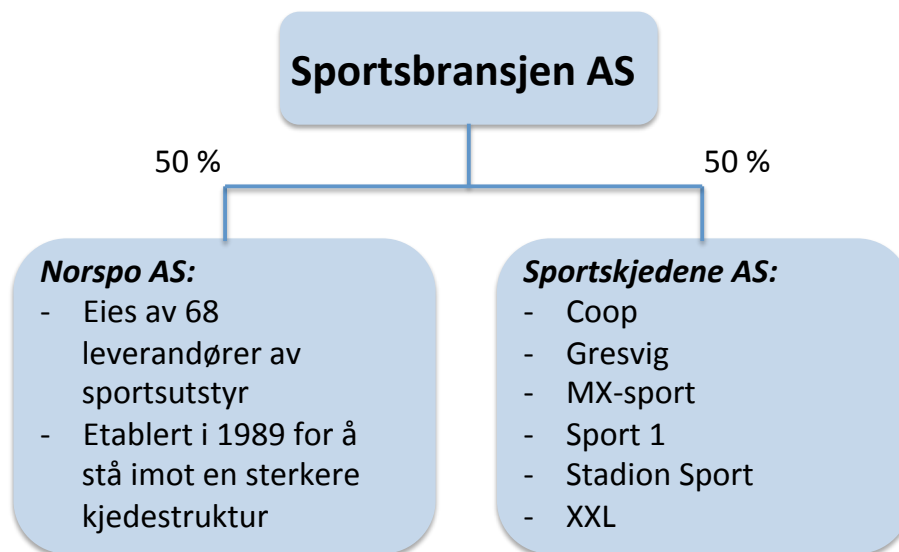 Sportsbransjen AS
50 %
50 %
Norspo AS:
- Eies av 68
leverandører av
sportsutstyr
- Etablert i 1989 for å
stå imot en sterkere
kjedestruktur
Sportskjedene AS:
- Coop
- Gresvig
- MX-sport
- Sport 1
- Stadion Sport
- XXL